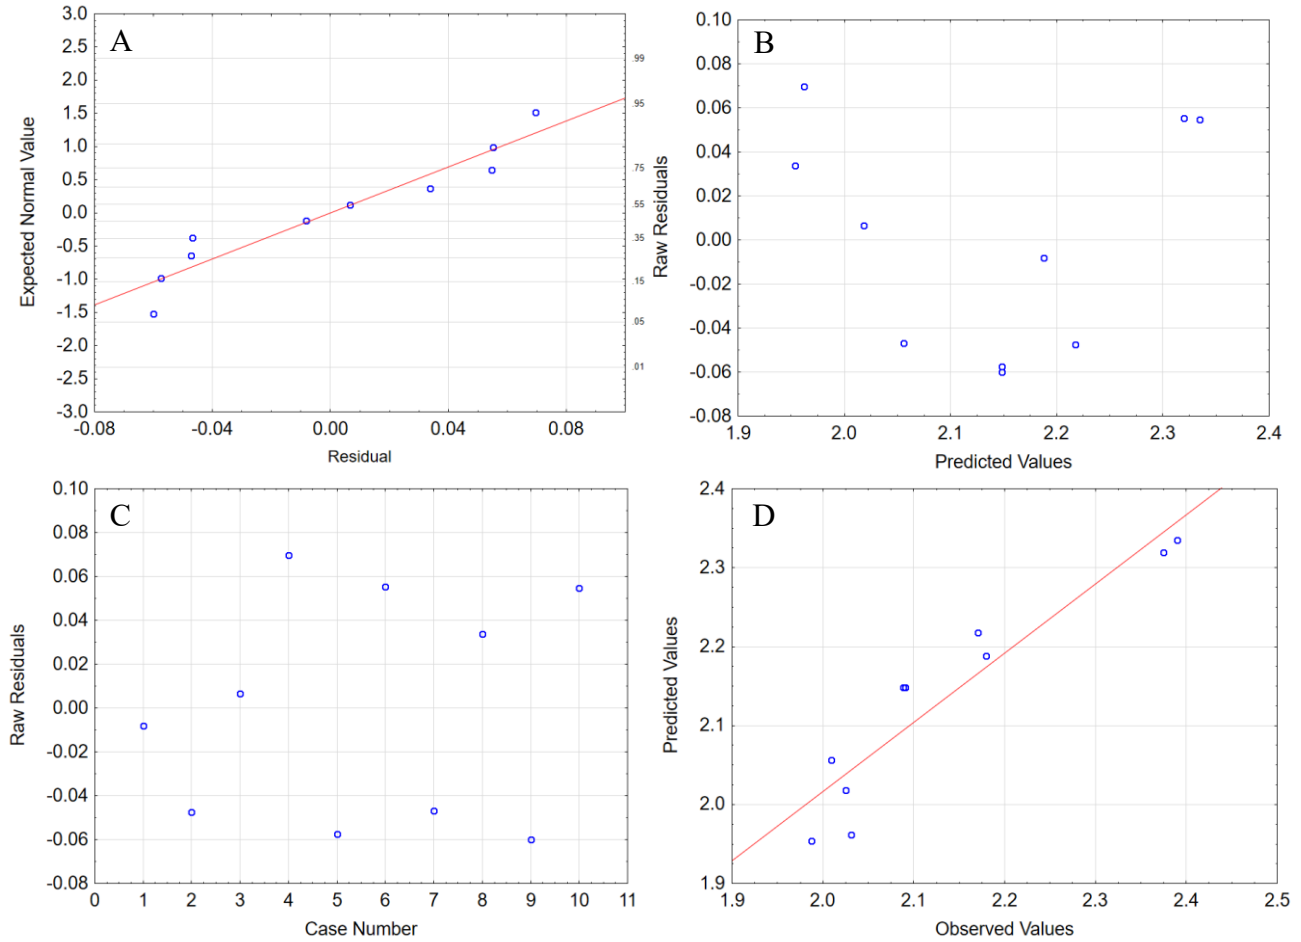 A
3.0
2.5
2.0
1.5
1.0
0.5
0.0
-0.5
-1.0
-1.5
-2.0
-2.5
-3.0
Expected Normal Value
-0.08 -0.04 0.00 0.04 0.08
Residual
.99
.95
.75
.55
.35
.15
.05
.01
B
0.10
0.08
0.06
0.04
0.02
0.00
-0.02
-0.04
-0.06
-0.08
Raw Residuals
1.9 2.0 2.1 2.2 2.3 2.4
Predicted Values
C
0.10
0.08
0.06
0.04
0.02
0.00
-0.02
-0.04
-0.06
-0.08
Raw Residuals
0 1 2 3 4 5 6 7 8 9 10 11
Case Number
D
2.4
2.3
2.2
2.1
2.0
1.9
Predicted Values
1.9 2.0 2.1 2.2 2.3 2.4 2.5
Observed Values